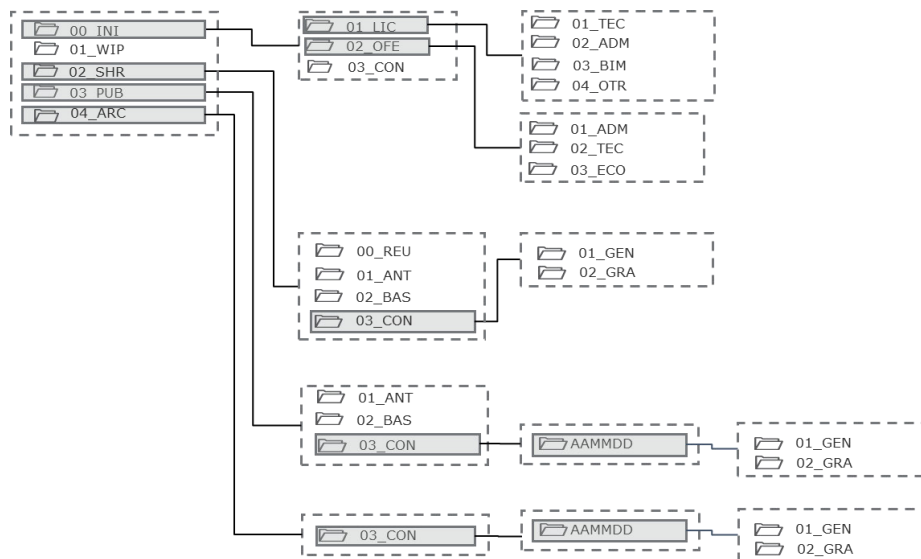 00_INI
01_WIP
02_SHR
03_PUB
04_ARC
01_LIC
02_OFE
03_CON
01_TEC
02_ADM
03_BIM
04_OTR
01_ADM
02_TEC
03_ECO
00_REU
01_ANT
02_BAS
03_CON
01_GEN
02_GRA
01_ANT
02_BAS
03_CON
AAMMDD
01_GEN
02_GRA
03_CON
AAMMDD
01_GEN
02_GRA